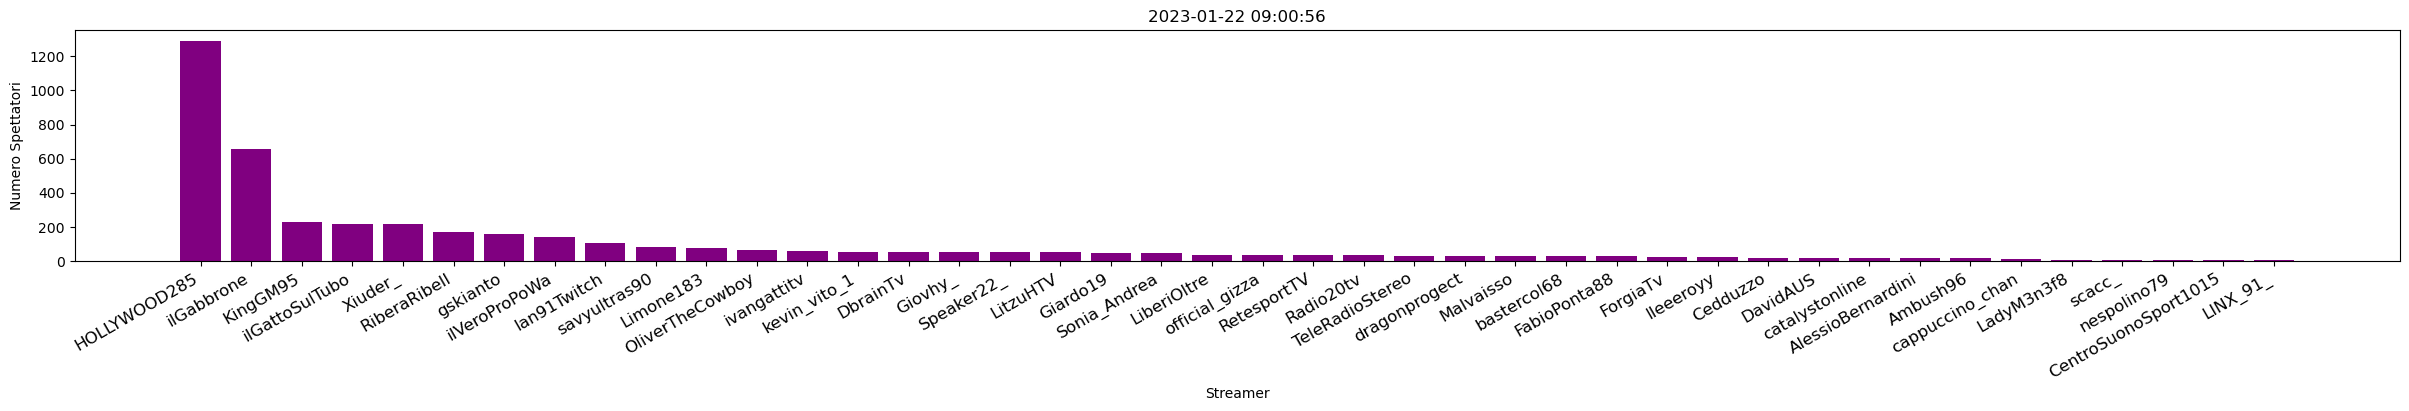 2023-01-22 09:00:56
Numero Spettatori
1200
1000
800
600
400
200
0
HOLLYWOOD285
ilGabbrone
KingGM95
ilGattoSulTubo
Xiuder_
RiberaRibell
gskianto
ilVeroProPoWa
Ian91Twitch
savyultras90
Limone183
OliverTheCowboy
ivangattitv
kevin_vito_1
DbrainTv
Giovhy_
Speaker22_
LitzuHTV
Giardo19
Sonia_Andrea
LiberiOltre
official_gizza
RetesportTV
Radio20tv
TeleRadioStereo
dragonprogect
Malvaisso
bastercol68
FabioPonta88
ForgiaTv
Ileeeroyy
Cedduzzo
DavidAUS
catalystonline
AlessioBernardini
Ambush96
cappuccino_chan
LadyM3n3f8
scacc_
nespolino79
CentroSuonoSport1015
LINX_91_
Streamer